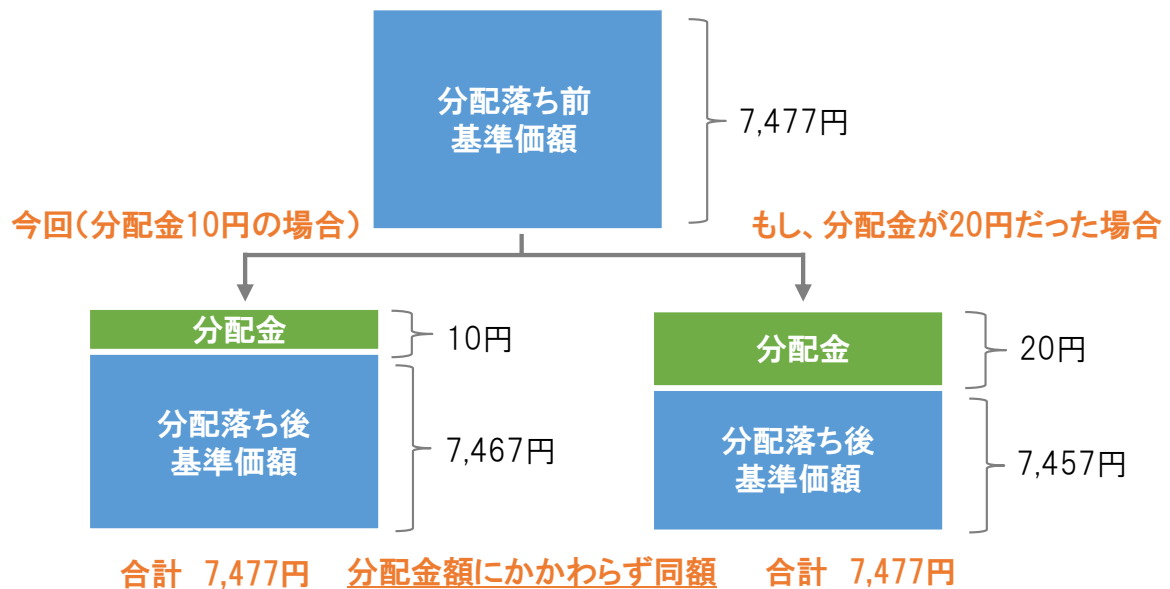 分配落ち前
基準価額
7,477円
今回(分配金10円の場合)
もし、分配金が20円だった場合
分配金
10円
分配落ち後
基準価額
7,467円
分配金
20円
分配落ち後
基準価額
7,457円
合計 7,477円
分配金額にかかわらず同額
合計 7,477円